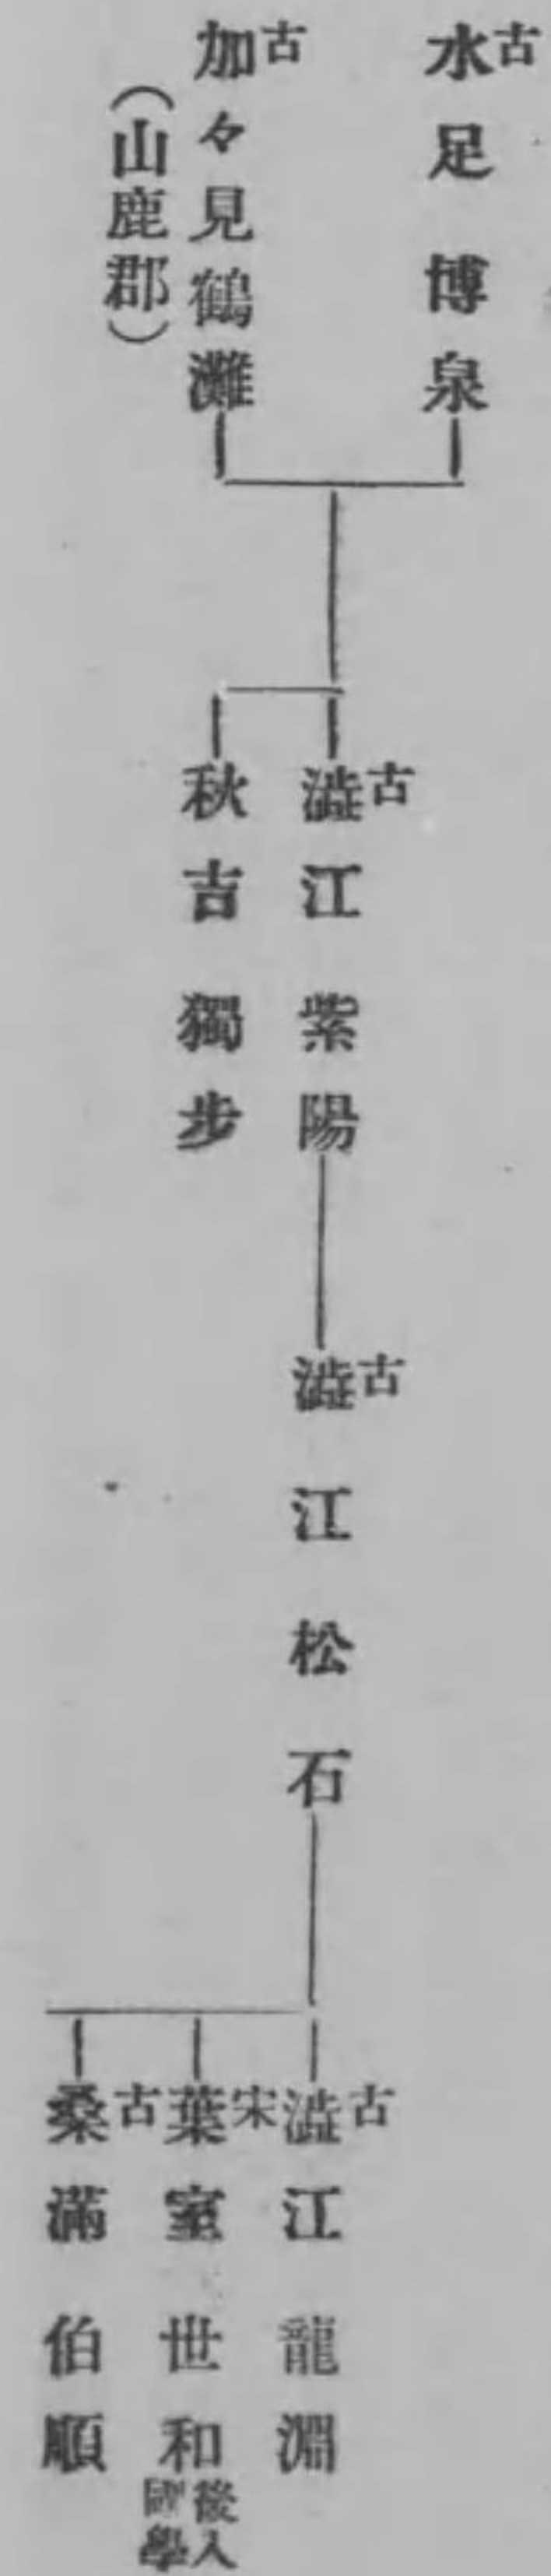 古
水足博泉
古
加々見鶴灘
（山鹿郡）
古
澁江紫陽
秋吉獨步
古
澁江松石
古
澁江龍淵
宋
葉室世和
後入
國學
古
桑滿伯順